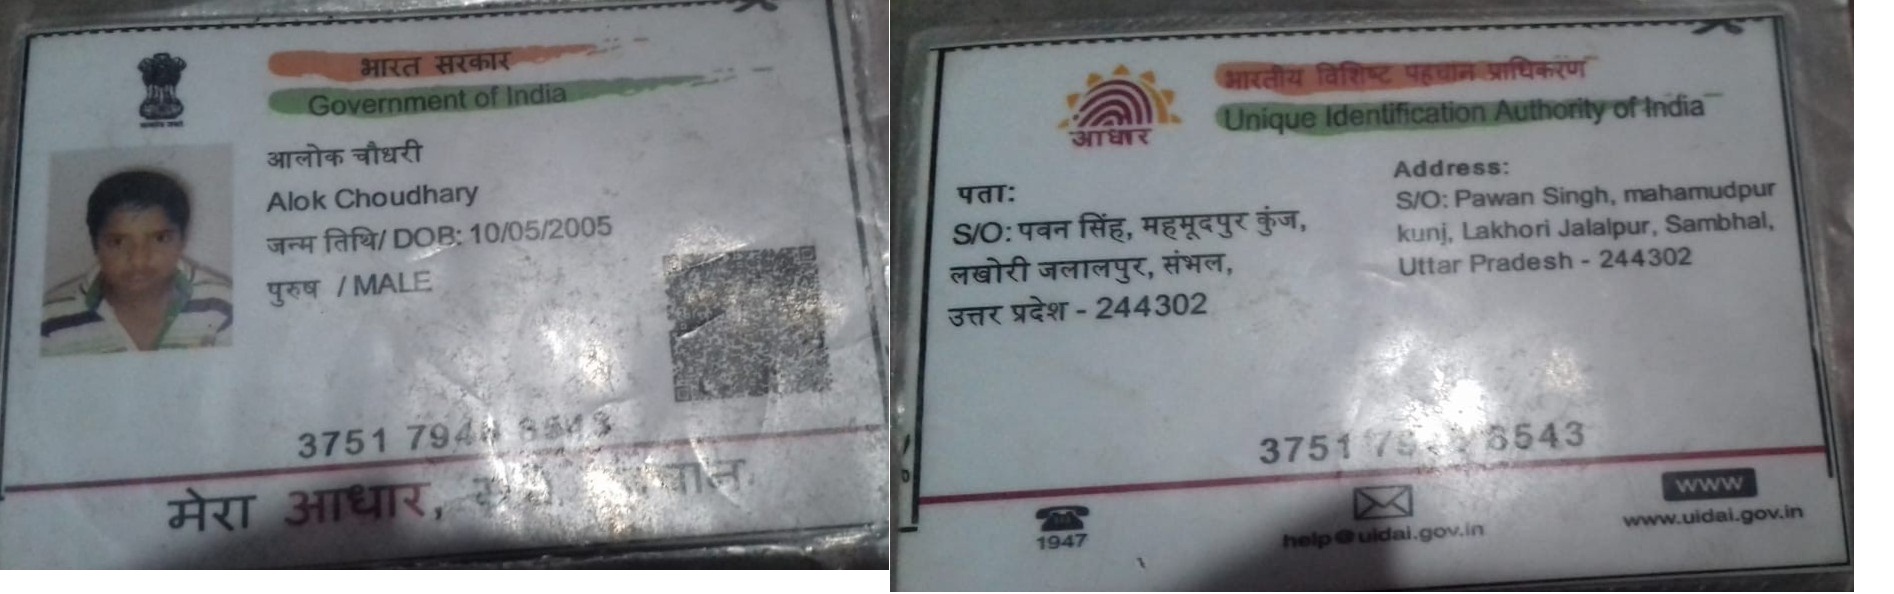 भारत सरकार
Government of India
आलोक चौधरी
Alok Choudhary
जन्म तिथि/ DOB: 10/05/2005
पुरुष / MALE
3751
मेरा आधार,
भारतीय विशिष्ट पहचान प्राधिकरण
Unique Identification Authority of India
आधार
पता:
S/O: पवन सिंह, महमूदपुर कुंज,
लखोरी जलालपुर, संभल,
उत्तर प्रदेश - 244302
Address:
S/O: Pawan Singh, mahamudpur
kunj, Lakhori Jalalpur, Sambhal,
Uttar Pradesh - 244302
3751
1947
help@uidai.gov.in
WWW
www.uidai.gov.in